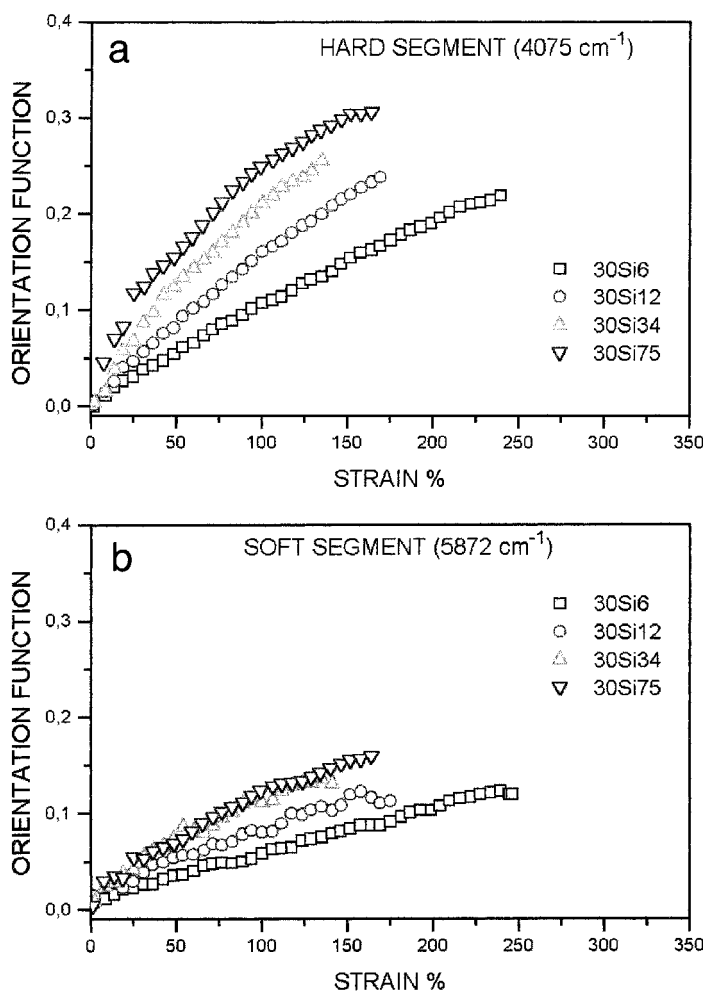 a
HARD SEGMENT (4075 cm⁻¹)
ORIENTATION FUNCTION
0,4
0,3
0,2
0,1
0,0
30Si6
30Si12
30Si34
30Si75
0 50 100 150 200 250 300 350
STRAIN %
b
SOFT SEGMENT (5872 cm⁻¹)
ORIENTATION FUNCTION
0,4
0,3
0,2
0,1
0,0
30Si6
30Si12
30Si34
30Si75
0 50 100 150 200 250 300 350
STRAIN %